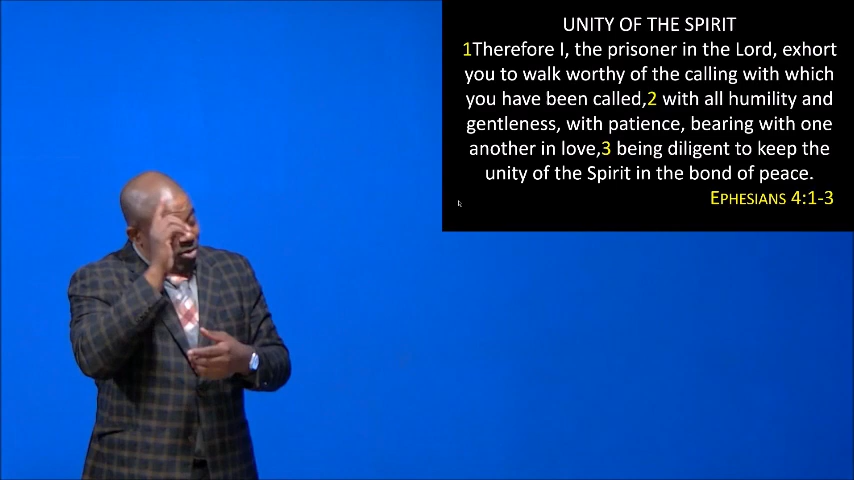 UNITY OF THE SPIRIT
1Therefore I, the prisoner in the Lord, exhort
you to walk worthy of the calling with which
you have been called,2 with all humility and
gentleness, with patience, bearing with one
another in love,3 being diligent to keep the
unity of the Spirit in the bond of peace.
EPHESIANS 4:1-3